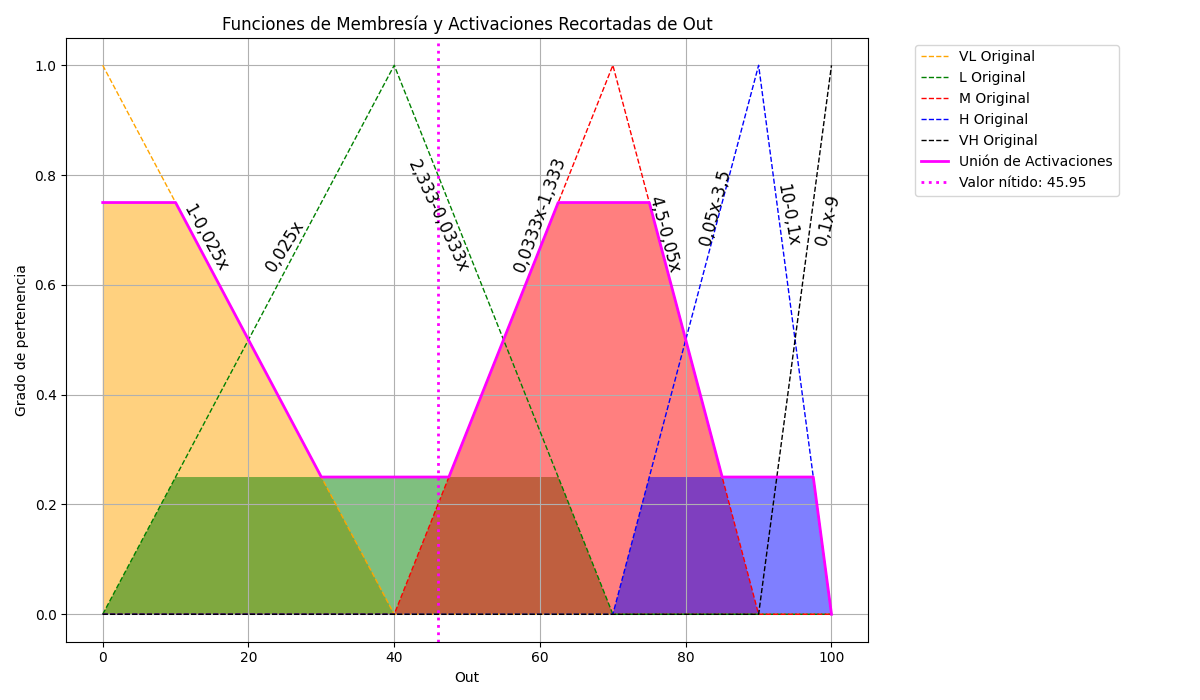 Funciones de Membresía y Activaciones Recortadas de Out
Grado de pertenencia
1.0
0.8
0.6
0.4
0.2
0.0
0
20
40
60
80
100
Out
1-0,025x
0,025x
2,333-0,0333x
0,0333x-1,333
4,5-0,05x
0,05x-3,5
10-0,1x
0,1x-9
VL Original
L Original
M Original
H Original
VH Original
Unión de Activaciones
Valor nítido: 45.95